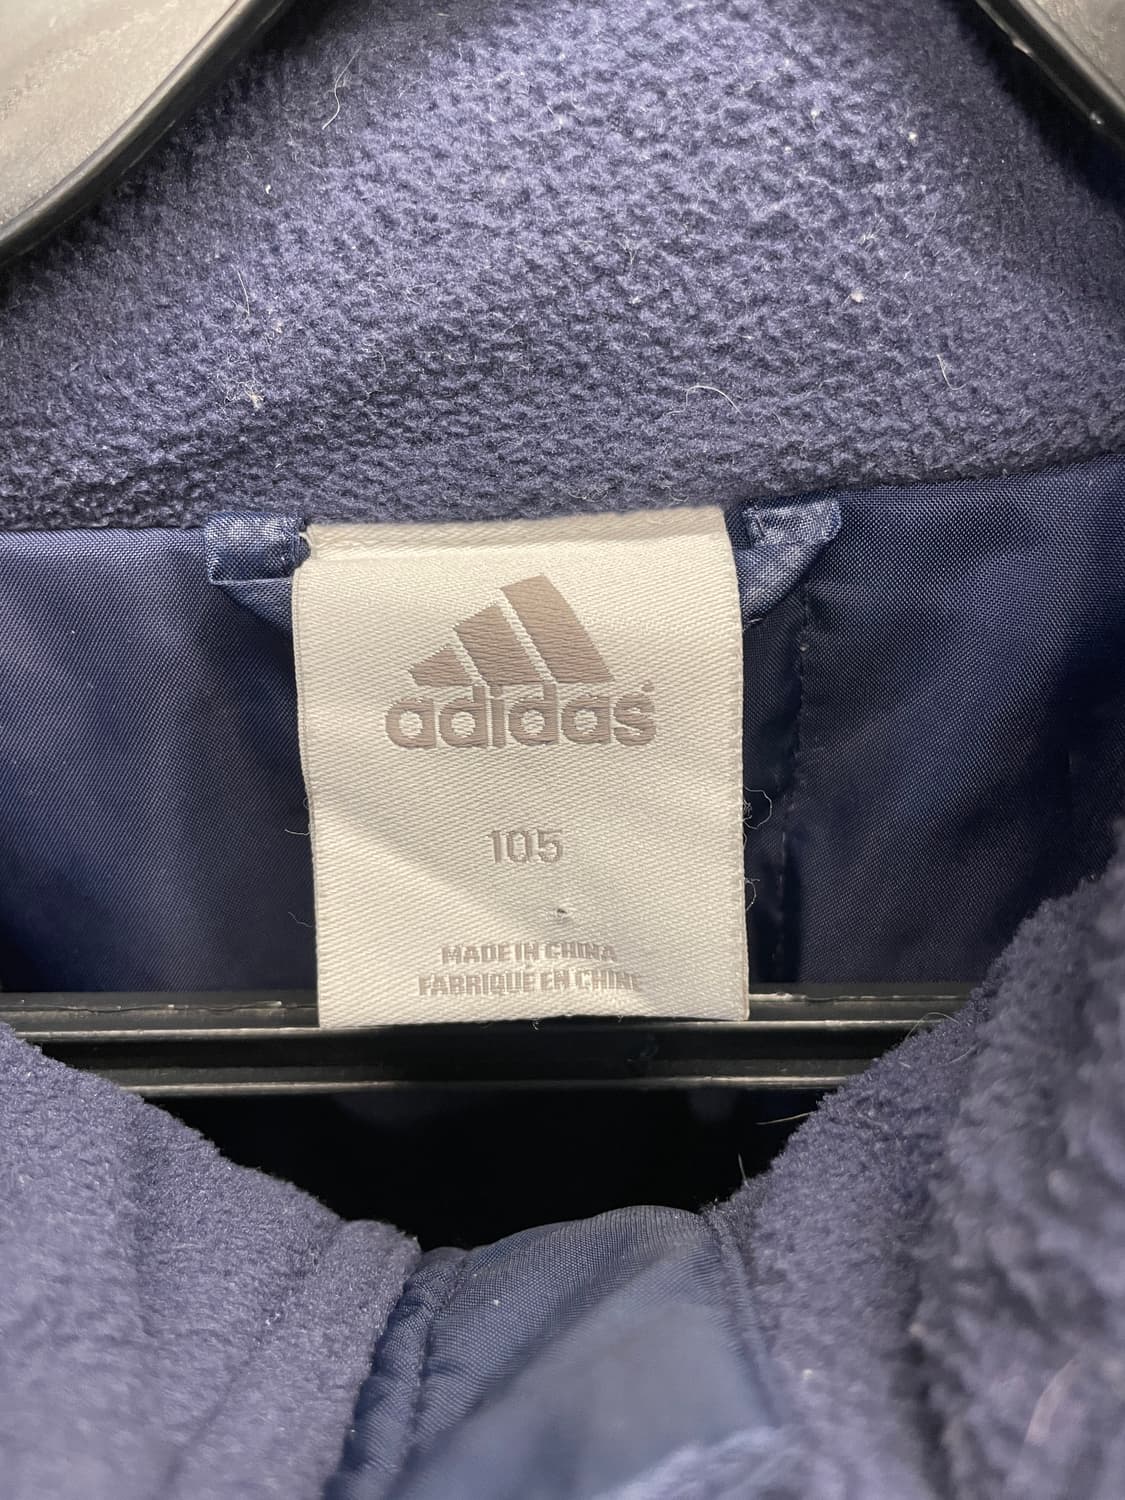 adidas
105
MADE IN CHINA
FABRIQUÉ EN CHINE